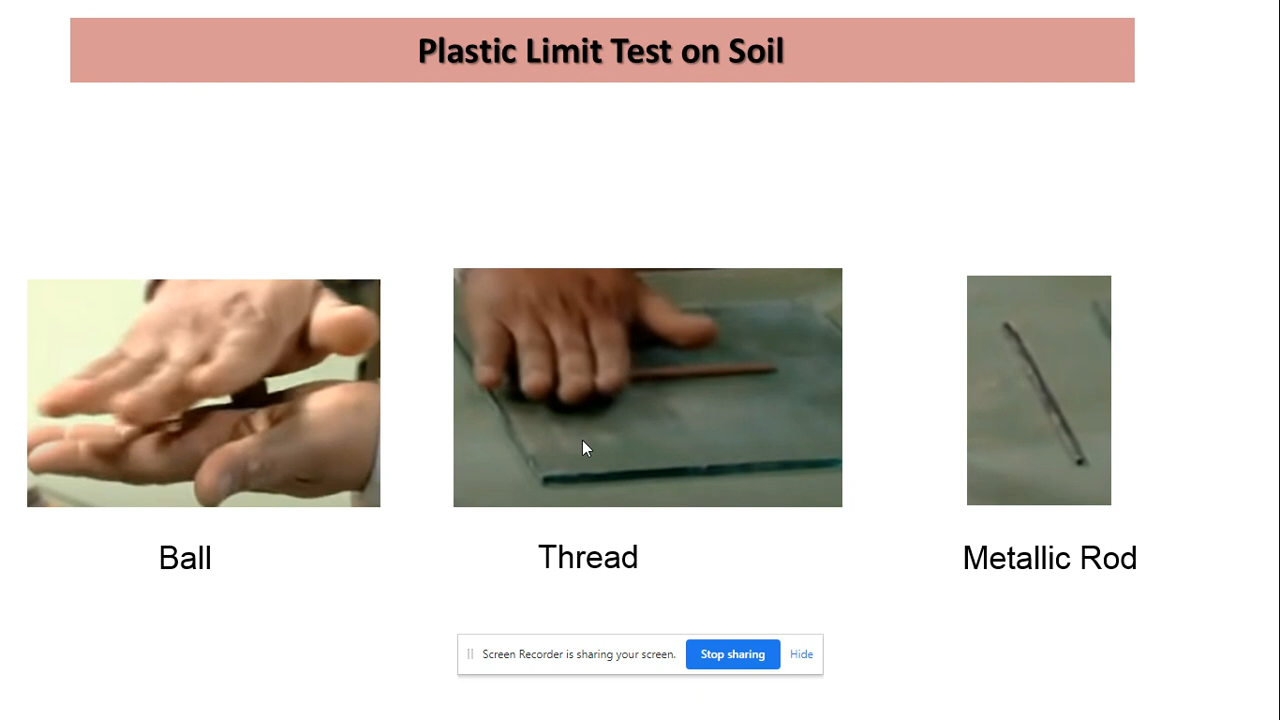 Plastic Limit Test on Soil
Ball
Thread
Metallic Rod
Screen Recorder is sharing your screen. Stop sharing Hide